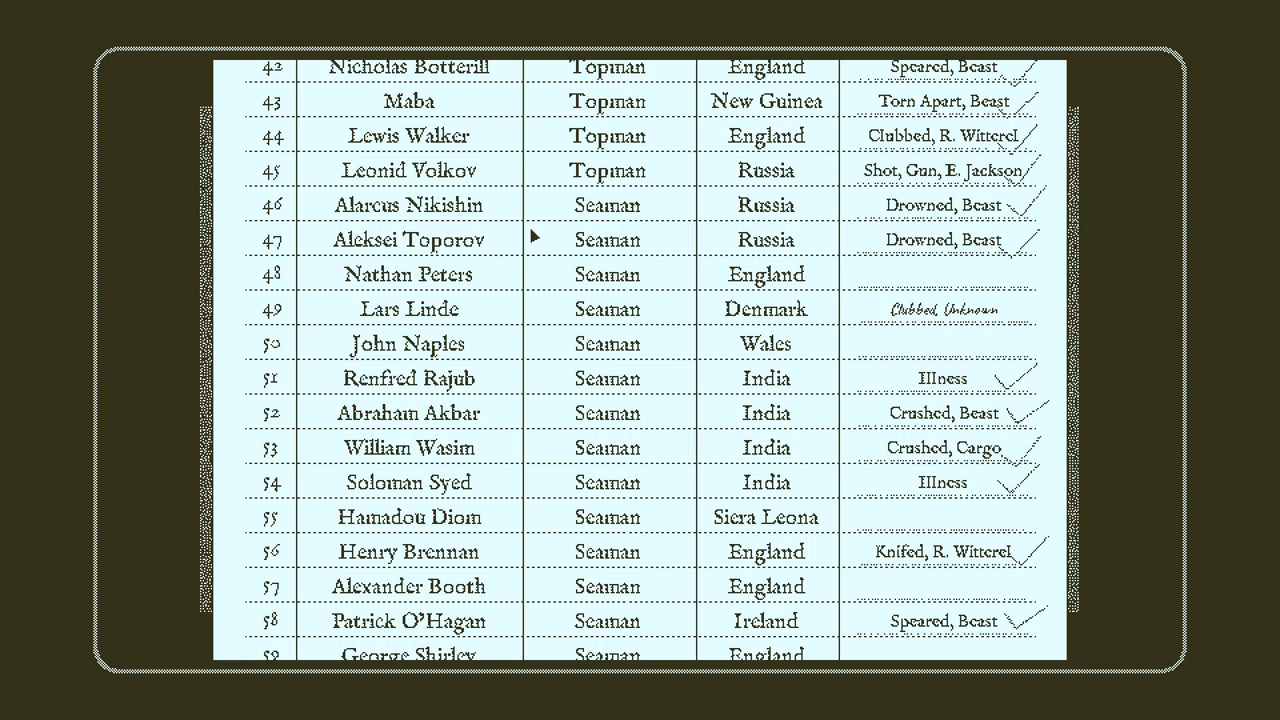 42 Nicholas Botterill Topman England Speared, Beast
43 Maba Topman New Guinea Torn Apart, Beast
44 Lewis Walker Topman England Clubbed, R. Witterel
45 Leonid Volkov Topman Russia Shot, Gun, E. Jackson
46 Alarcus Nikishin Seaman Russia Drowned, Beast
47 Aleksei Toporov Seaman Russia Drowned, Beast
48 Nathan Peters Seaman England
49 Lars Linde Seaman Denmark Clubbed, Unknown
50 John Naples Seaman Wales
51 Renfred Rajub Seaman India Illness
52 Abraham Akbar Seaman India Crushed, Beast
53 William Wasim Seaman India Crushed, Cargo
54 Soloman Syed Seaman India Illness
55 Hamadou Diom Seaman Siera Leona
56 Henry Brennan Seaman England Knifed, R. Witterel
57 Alexander Booth Seaman England
58 Patrick O'Hagan Seaman Ireland Speared, Beast
59 George Shirley Seaman England